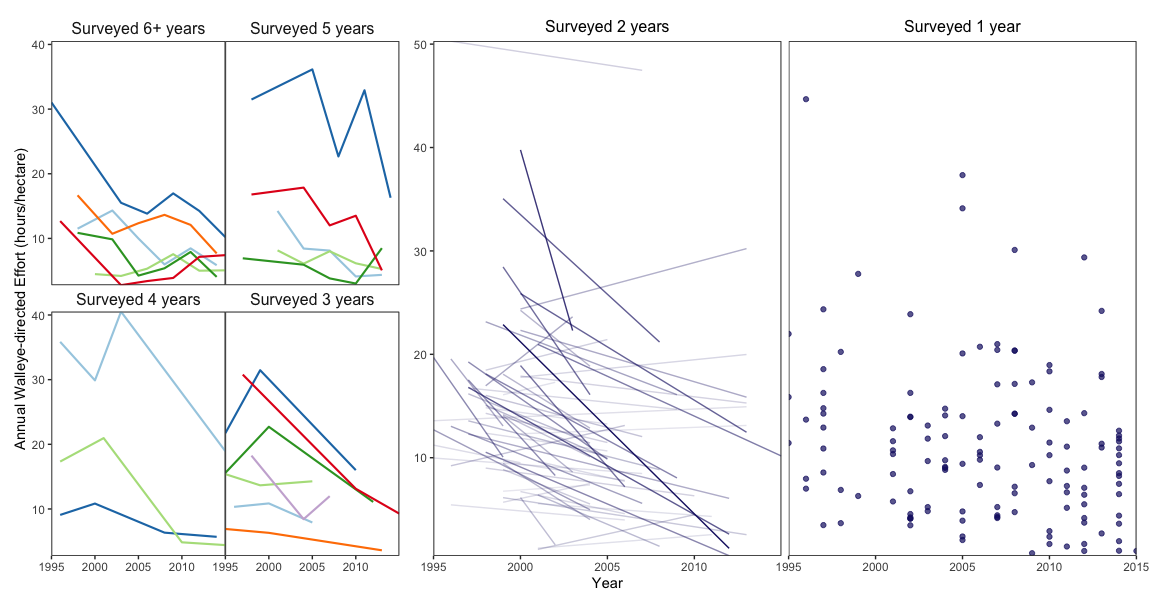 Surveyed 6+ years
Surveyed 5 years
Surveyed 2 years
Surveyed 1 year
40
30
20
10
Surveyed 4 years
Surveyed 3 years
40
30
20
10
50
40
30
20
10
Annual Walleye-directed Effort (hours/hectare)
1995 2000 2005 2010 1995 2000 2005 2010
1995 2000 2005 2010
1995 2000 2005 2010 2015
Year